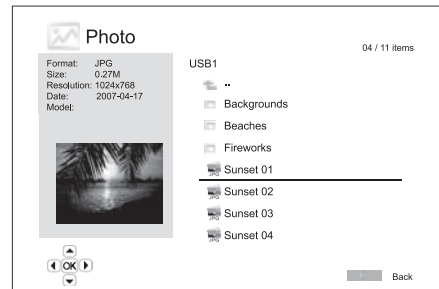 Photo
04 / 11 items
Format: JPG
Size: 0.27M
Resolution: 1024x768
Date: 2007-04-17
Model:
USB1
..
Backgrounds
Beaches
Fireworks
Sunset 01
Sunset 02
Sunset 03
Sunset 04
OK
Back